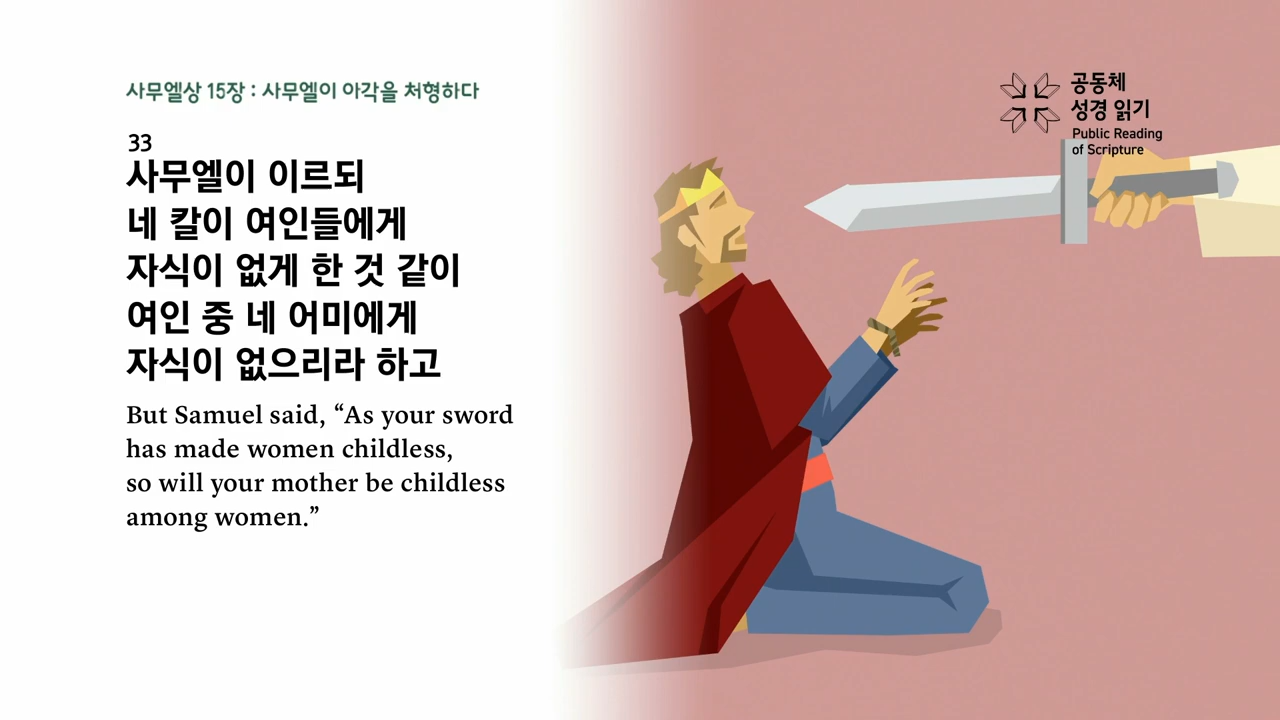 사무엘상 15장 : 사무엘이 아각을 처형하다
33
사무엘이 이르되
네 칼이 여인들에게
자식이 없게 한 것 같이
여인 중 네 어미에게
자식이 없으리라 하고
But Samuel said, “As your sword
has made women childless,
so will your mother be childless
among women.”
공동체
성경 읽기
Public Reading
of Scripture